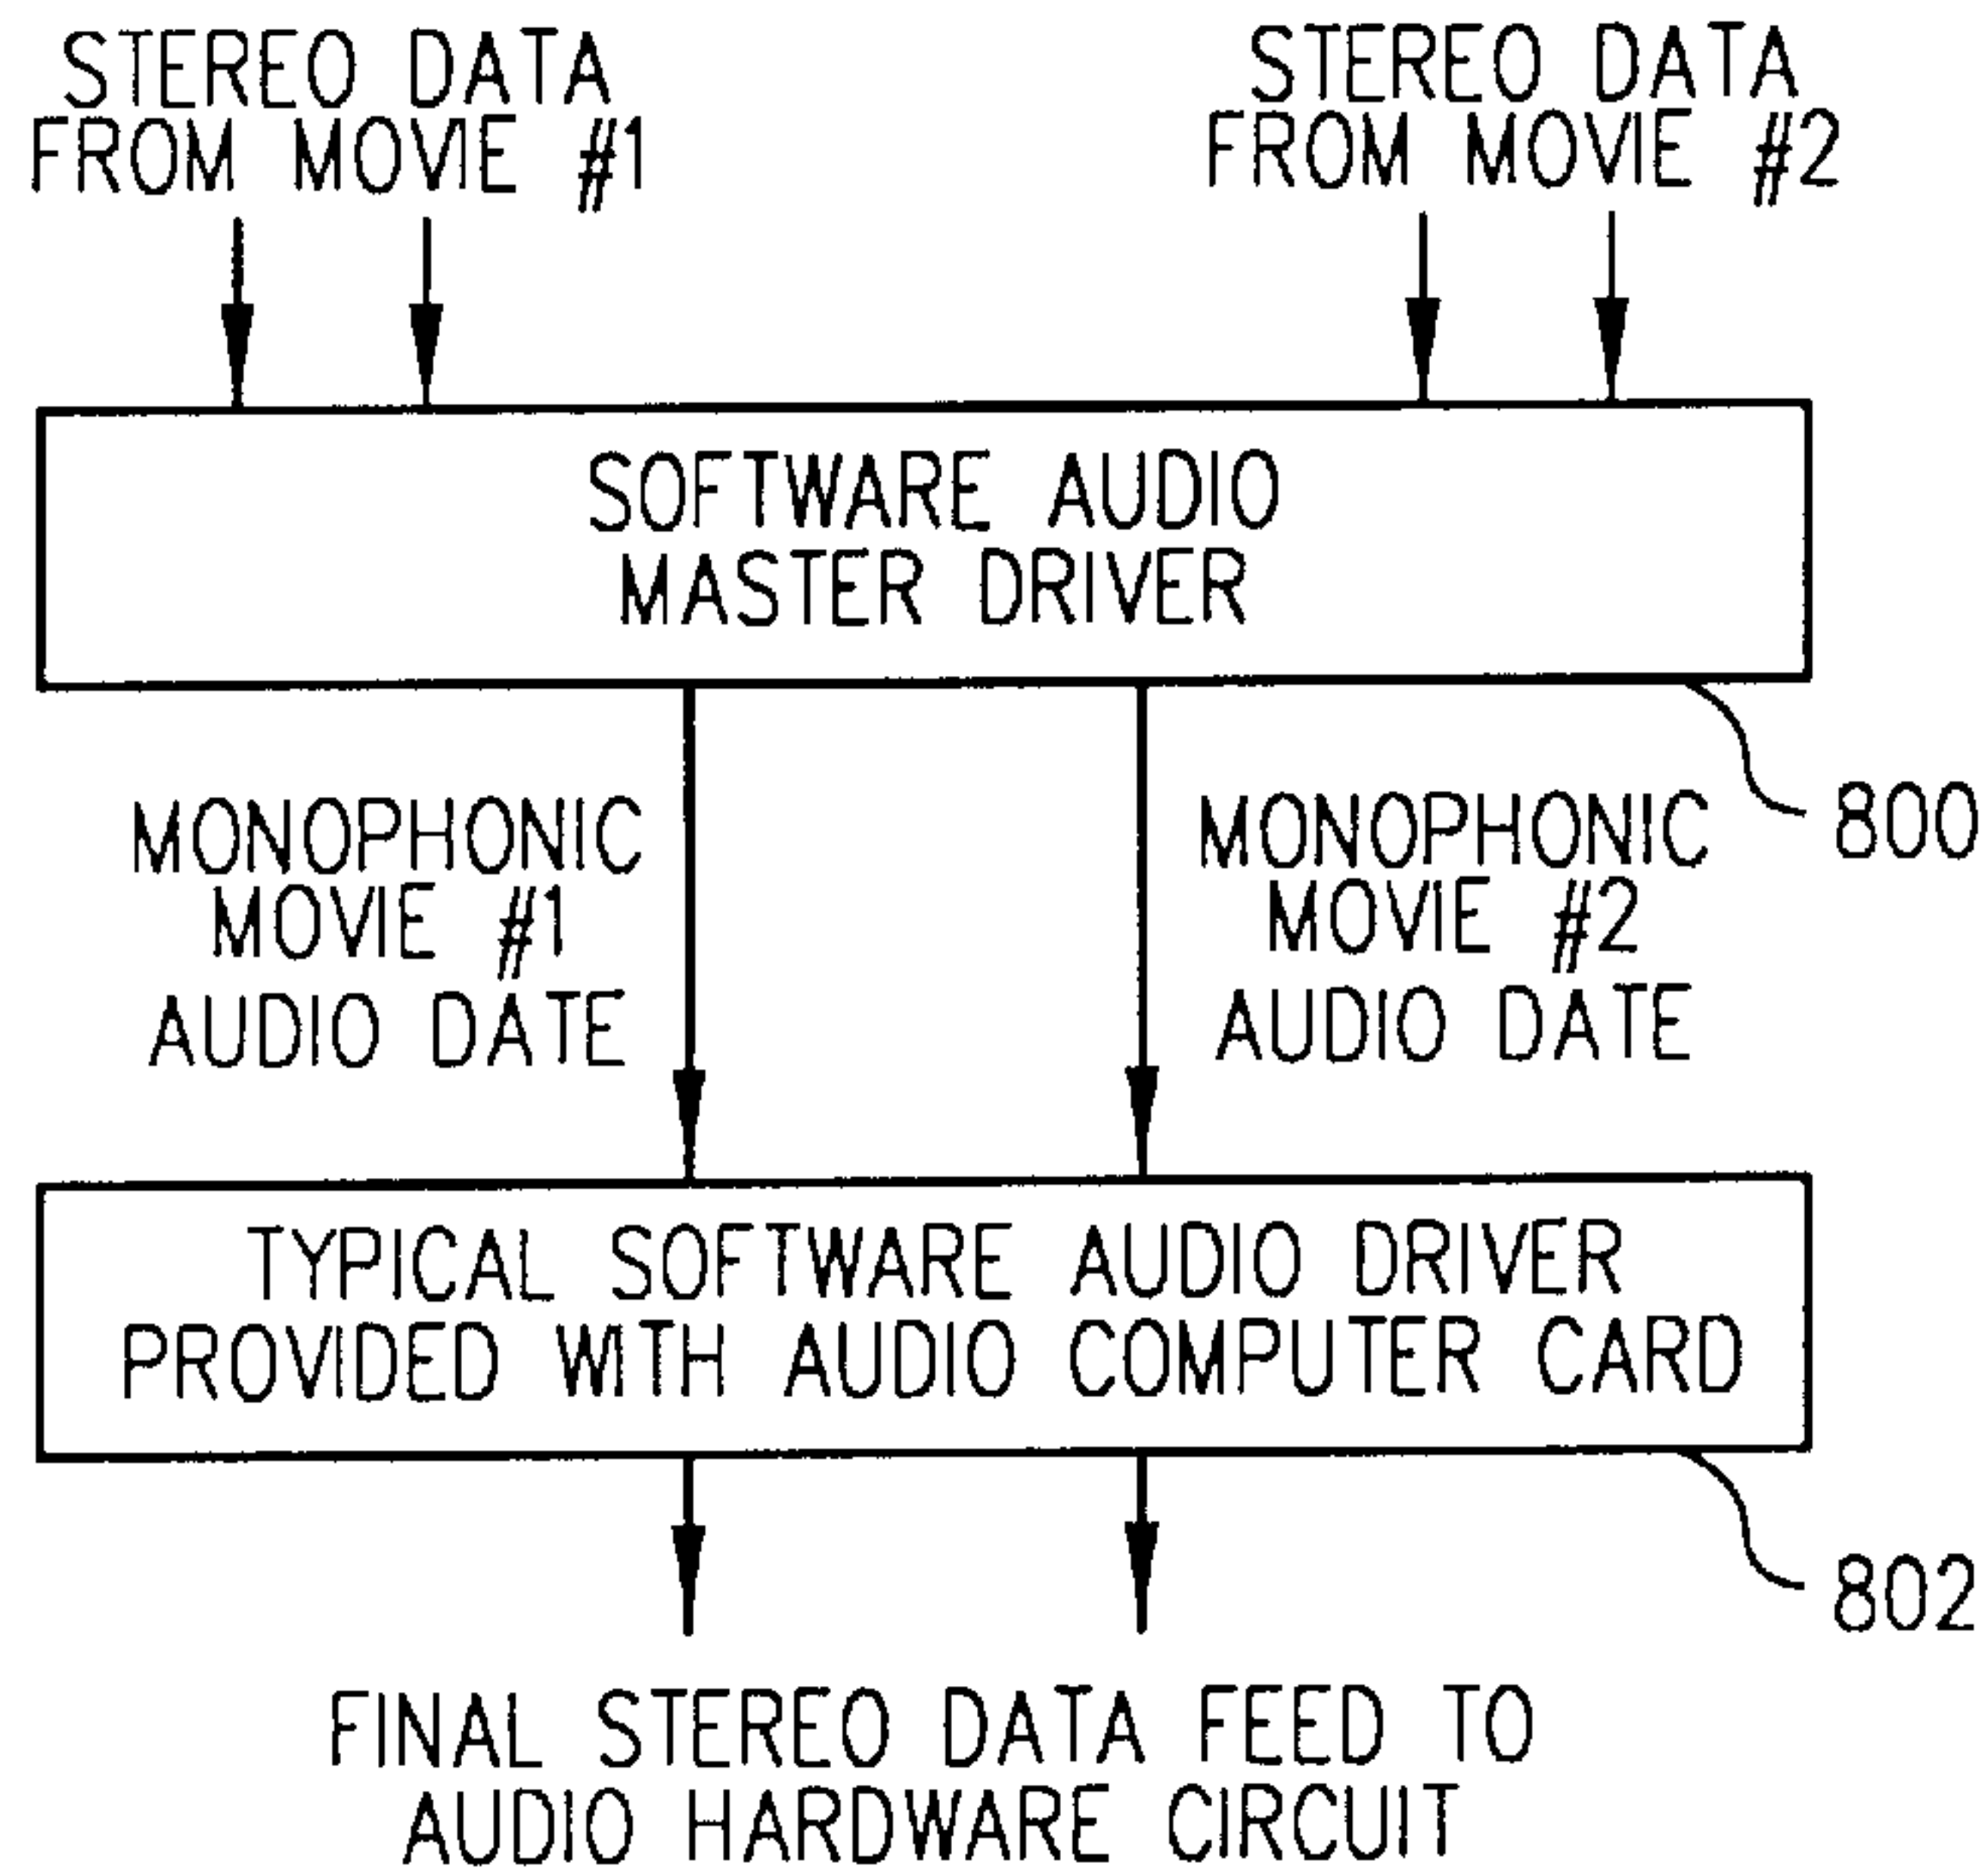 STEREO DATA
FROM MOVIE #1
STEREO DATA
FROM MOVIE #2
SOFTWARE AUDIO
MASTER DRIVER
800
MONOPHONIC
MOVIE #1
AUDIO DATE
MONOPHONIC
MOVIE #2
AUDIO DATE
TYPICAL SOFTWARE AUDIO DRIVER
PROVIDED WITH AUDIO COMPUTER CARD
802
FINAL STEREO DATA FEED TO
AUDIO HARDWARE CIRCUIT